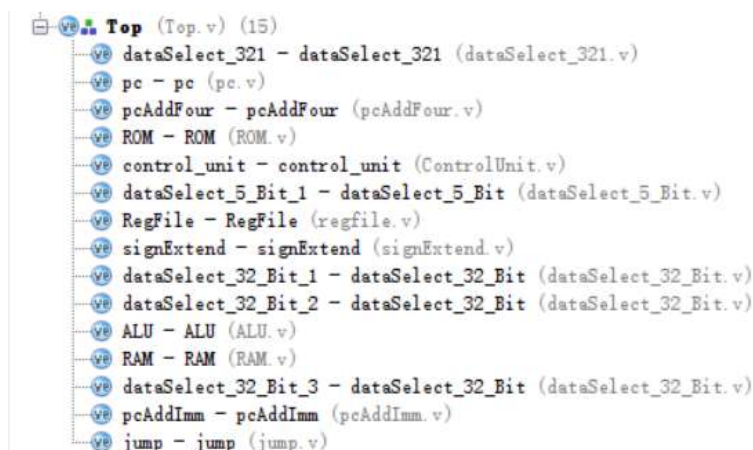 Top (Top.v) (15)
dataSelect_321 - dataSelect_321 (dataSelect_321.v)
pc - pc (pc.v)
pcAddFour - pcAddFour (pcAddFour.v)
ROM - ROM (ROM.v)
control_unit - control_unit (ControlUnit.v)
dataSelect_5_Bit_1 - dataSelect_5_Bit (dataSelect_5_Bit.v)
RegFile - RegFile (regfile.v)
signExtend - signExtend (signExtend.v)
dataSelect_32_Bit_1 - dataSelect_32_Bit (dataSelect_32_Bit.v)
dataSelect_32_Bit_2 - dataSelect_32_Bit (dataSelect_32_Bit.v)
ALU - ALU (ALU.v)
RAM - RAM (RAM.v)
dataSelect_32_Bit_3 - dataSelect_32_Bit (dataSelect_32_Bit.v)
pcAddImm - pcAddImm (pcAddImm.v)
jump - jump (jump.v)